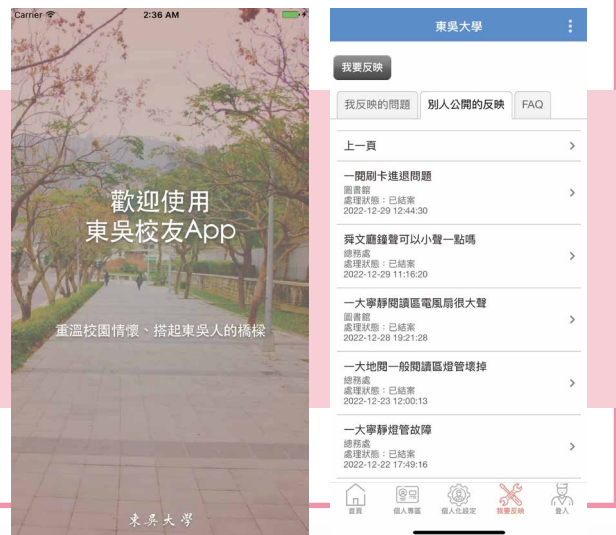 Carrier
2:36 AM
歡迎使用
東吳校友App
重溫校園情懷、搭起東吳人的橋樑
東吳大學
東吳大學
我要反映
我反映的問題
別人公開的反映
FAQ
上一頁
一閱刷卡進退問題
圖書館
處理狀態：已結案
2022-12-29 12:44:30
舜文廳鐘聲可以小聲一點嗎
總務處
處理狀態：已結案
2022-12-29 11:16:20
一大寧靜閱讀區電風扇很大聲
圖書館
處理狀態：已結案
2022-12-28 19:21:28
一大地閱一般閱讀區燈管壞掉
總務處
處理狀態：已結案
2022-12-23 12:00:13
一大寧靜燈管故障
總務處
處理狀態：已結案
2022-12-22 17:49:16
首頁
個人專區
個人化設定
我要反映
登入